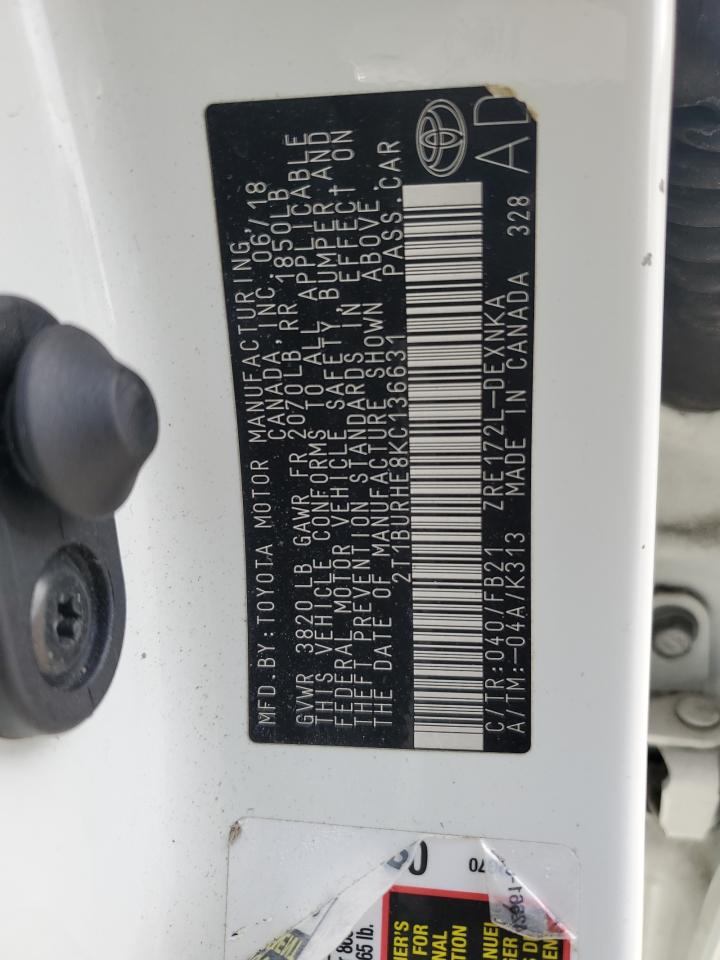 MFD.BY:TOYOTA MOTOR MANUFACTURING,
CANADA, INC. 06/18
GVWR 3820 LB GAWR FR 2070 LB, RR 1850 LB
THIS VEHICLE CONFORMS TO ALL APPLICABLE
FEDERAL MOTOR VEHICLE SAFETY BUMPER, AND
THEFT PREVENTION STANDARDS IN EFFECT ON
THE DATE OF MANUFACTURE SHOWN ABOVE.
2T1BURHE8KC136631 PASS.CAR
C/TR:040/FB21 ZRE172L-DEXNKA
A/TM:-04A/K313 MADE IN CANADA 328
AD
65 lb.
FOR